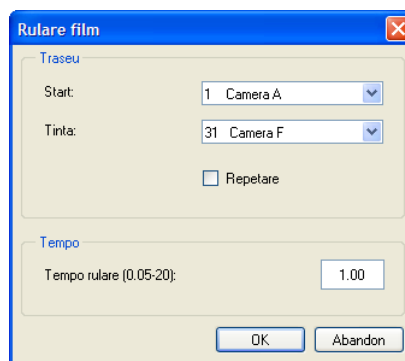 Rulare film
Traseu
Start: 1 Camera A
Tinta: 31 Camera F
Repetare
Tempo
Tempo rulare (0.05-20): 1.00
OK Abandon